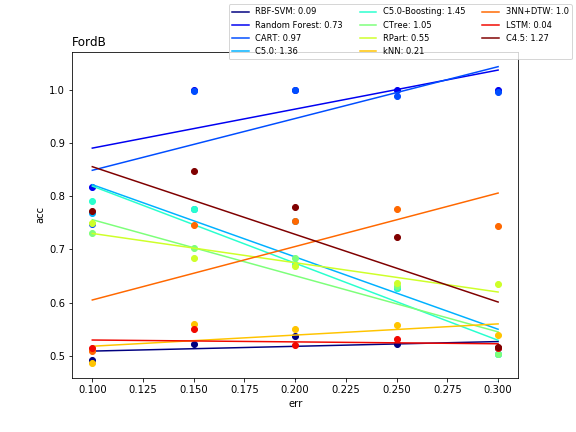 RBF-SVM: 0.09
Random Forest: 0.73
CART: 0.97
C5.0: 1.36
C5.0-Boosting: 1.45
CTree: 1.05
RPart: 0.55
kNN: 0.21
3NN+DTW: 1.0
LSTM: 0.04
C4.5: 1.27
FordB
acc
1.0
0.9
0.8
0.7
0.6
0.5
0.100 0.125 0.150 0.175 0.200 0.225 0.250 0.275 0.300
err